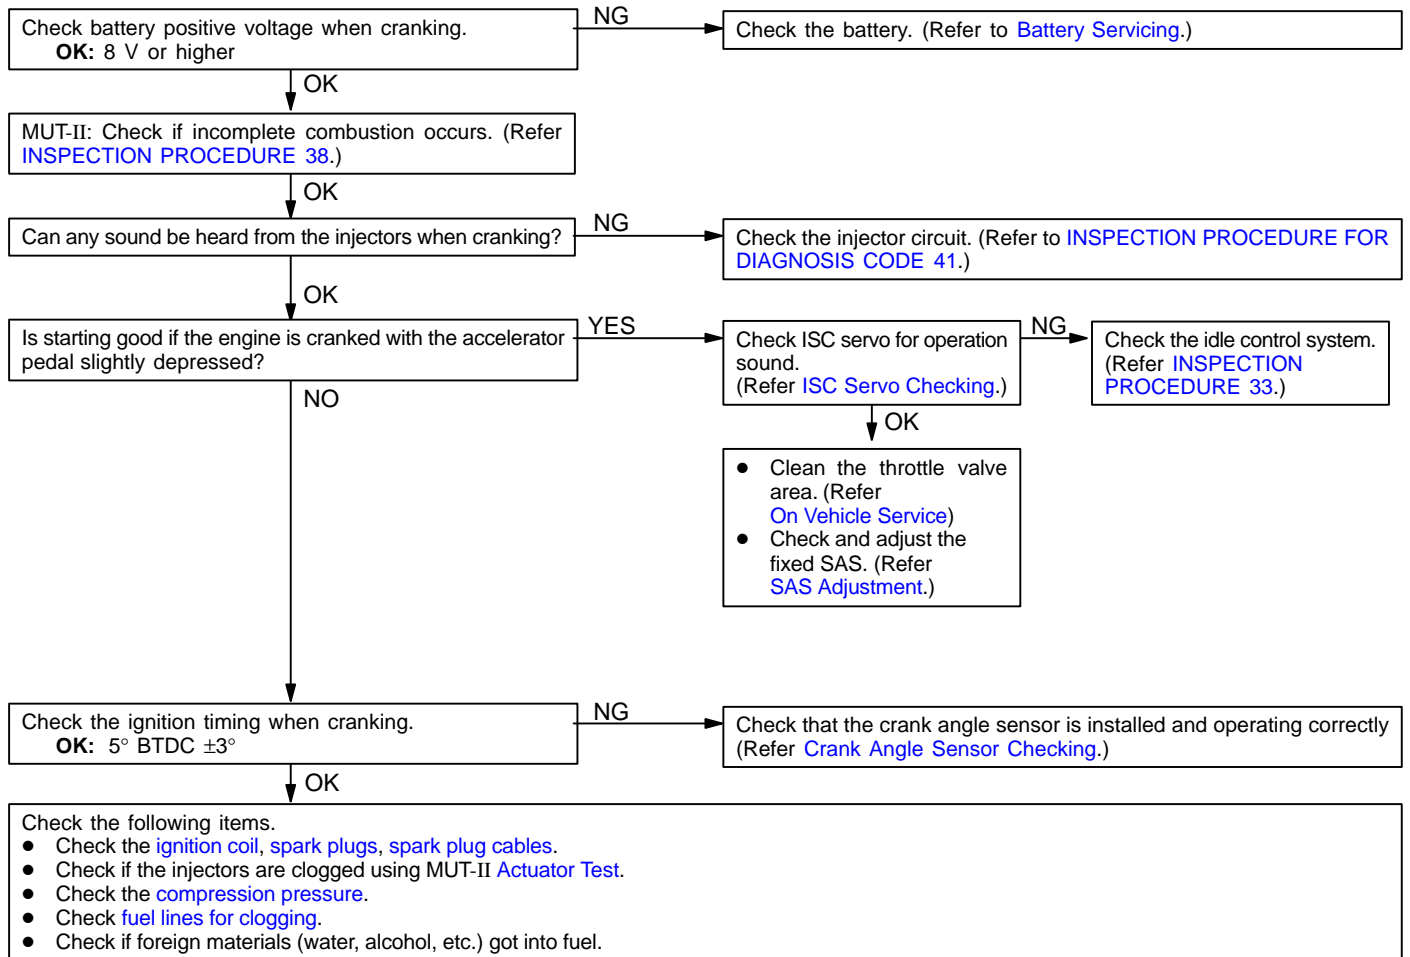 Check battery positive voltage when cranking.
OK: 8 V or higher
NG
Check the battery. (Refer to Battery Servicing.)
OK
MUT-II: Check if incomplete combustion occurs. (Refer
INSPECTION PROCEDURE 38.)
OK
Can any sound be heard from the injectors when cranking?
NG
Check the injector circuit. (Refer to INSPECTION PROCEDURE FOR
DIAGNOSIS CODE 41.)
OK
Is starting good if the engine is cranked with the accelerator
pedal slightly depressed?
YES
Check ISC servo for operation
sound.
(Refer ISC Servo Checking.)
NG
Check the idle control system.
(Refer INSPECTION
PROCEDURE 33.)
OK
● Clean the throttle valve
area. (Refer
On Vehicle Service)
● Check and adjust the
fixed SAS. (Refer
SAS Adjustment.)
NO
Check the ignition timing when cranking.
OK: 5° BTDC ±3°
NG
Check that the crank angle sensor is installed and operating correctly
(Refer Crank Angle Sensor Checking.)
OK
Check the following items.
● Check the ignition coil, spark plugs, spark plug cables.
● Check if the injectors are clogged using MUT-II Actuator Test.
● Check the compression pressure.
● Check fuel lines for clogging.
● Check if foreign materials (water, alcohol, etc.) got into fuel.